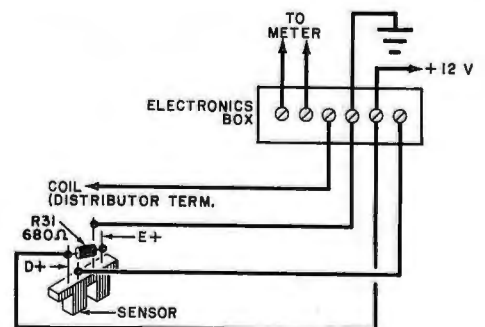 TO
METER
+12 V
ELECTRONICS
BOX
COIL
(DISTRIBUTOR TERM.
R31
680Ω
E+
D+
SENSOR